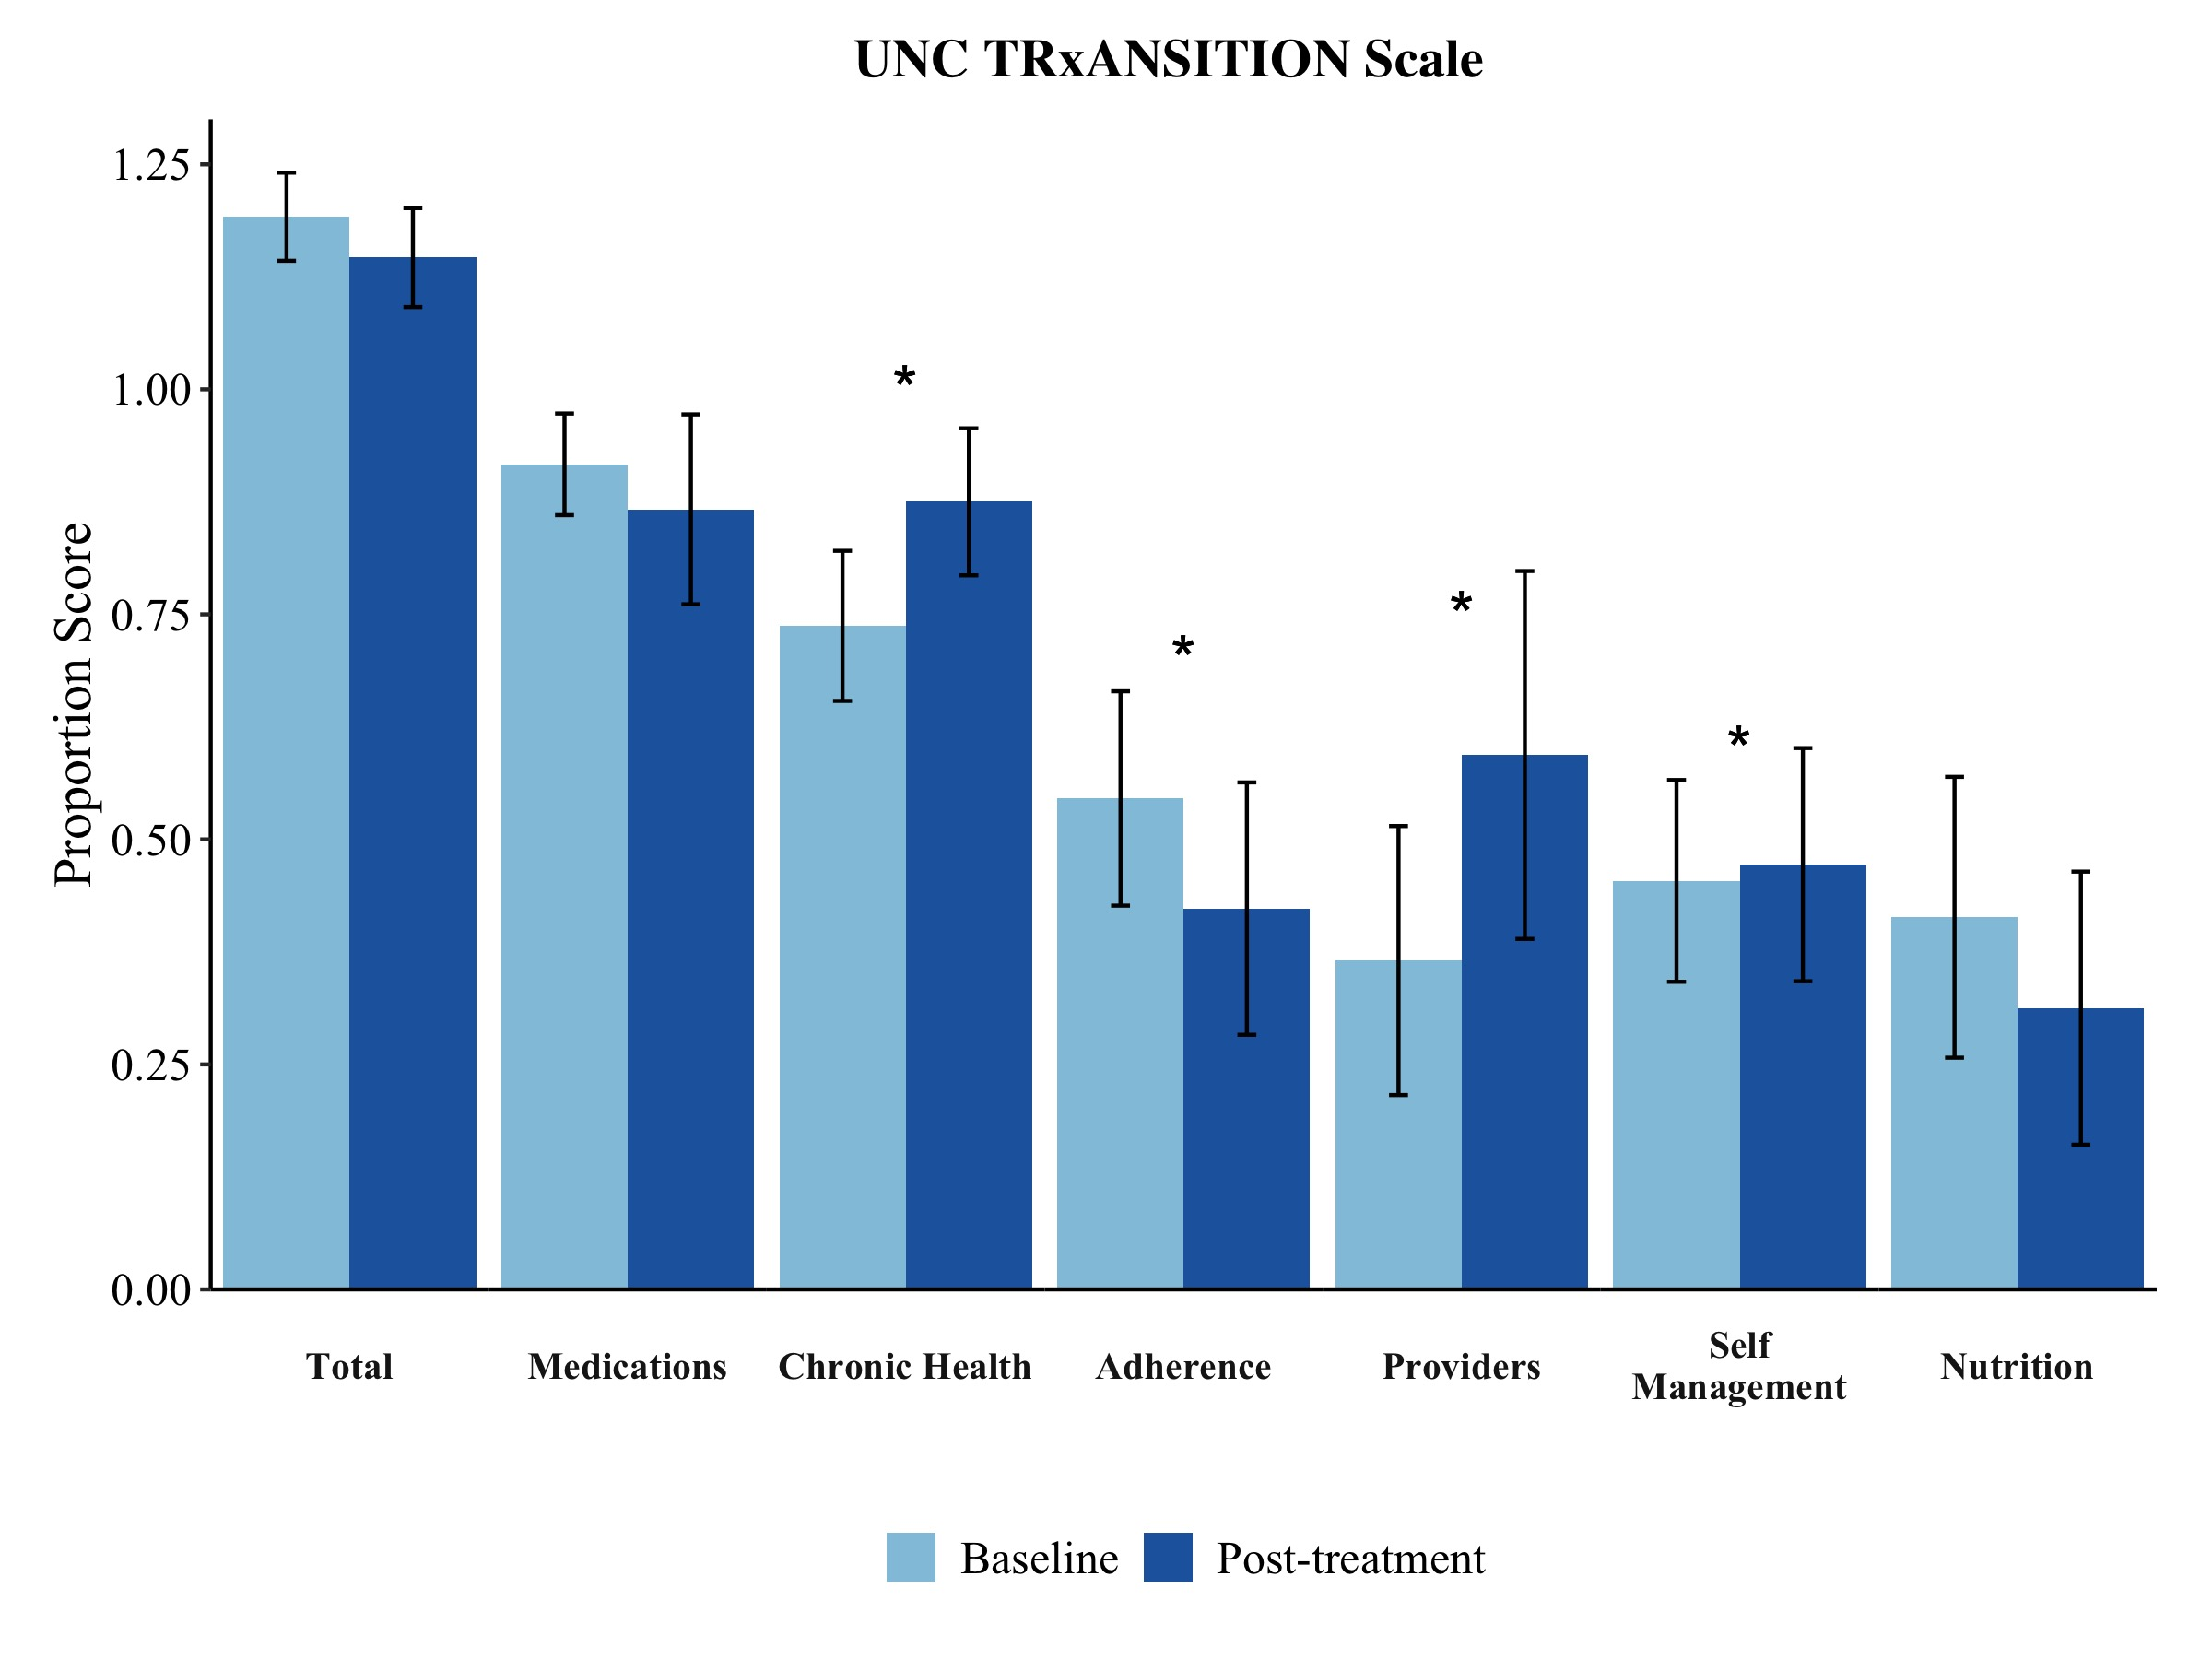 UNC TRxANSITION Scale
Proportion Score
1.25
1.00
0.75
0.50
0.25
0.00
*
*
*
*
Total Medications Chronic Health Adherence Providers Self Management Nutrition
Baseline Post-treatment